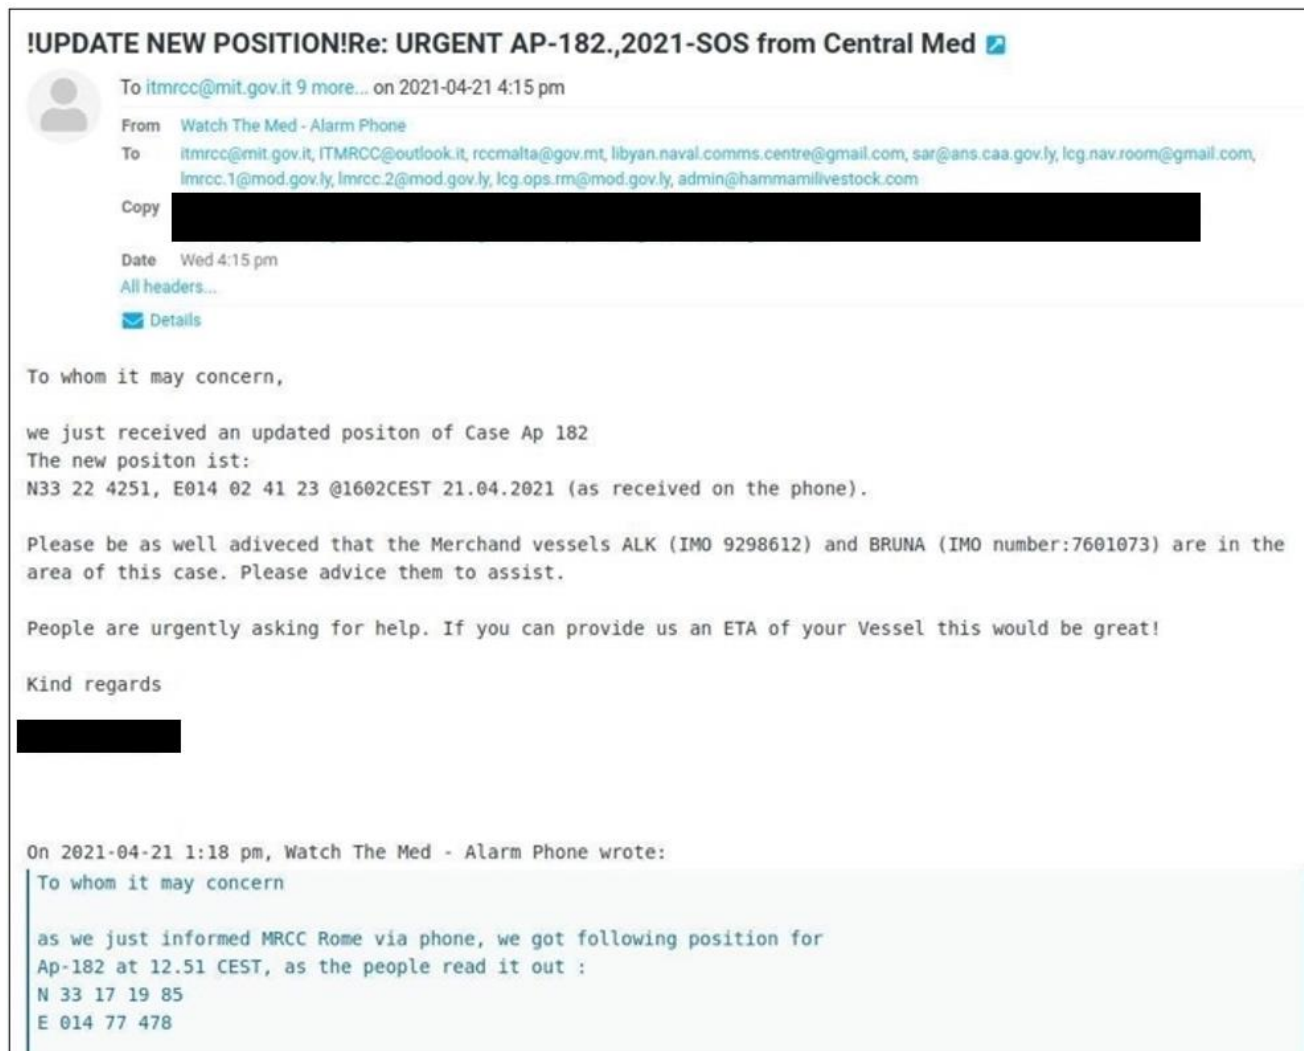 !UPDATE NEW POSITION!Re: URGENT AP-182.,2021-SOS from Central Med
To itmrcc@mit.gov.it 9 more... on 2021-04-21 4:15 pm
From Watch The Med - Alarm Phone
To itmrcc@mit.gov.it, ITMRCC@outlook.it, rccmalta@gov.mt, libyan.naval.comms.centre@gmail.com, sar@ans.caa.gov.ly, lcg.nav.room@gmail.com,
lmrcc.1@mod.gov.ly, lmrcc.2@mod.gov.ly, lcg.ops.rm@mod.gov.ly, admin@hammamilivestock.com
Copy
Date Wed 4:15 pm
All headers...
Details
To whom it may concern,
we just received an updated positon of Case Ap 182
The new positon ist:
N33 22 4251, E014 02 41 23 @1602CEST 21.04.2021 (as received on the phone).
Please be as well adiveced that the Merchand vessels ALK (IMO 9298612) and BRUNA (IMO number:7601073) are in the
area of this case. Please advice them to assist.
People are urgently asking for help. If you can provide us an ETA of your Vessel this would be great!
Kind regards
On 2021-04-21 1:18 pm, Watch The Med - Alarm Phone wrote:
To whom it may concern
as we just informed MRCC Rome via phone, we got following position for
Ap-182 at 12.51 CEST, as the people read it out :
N 33 17 19 85
E 014 77 478